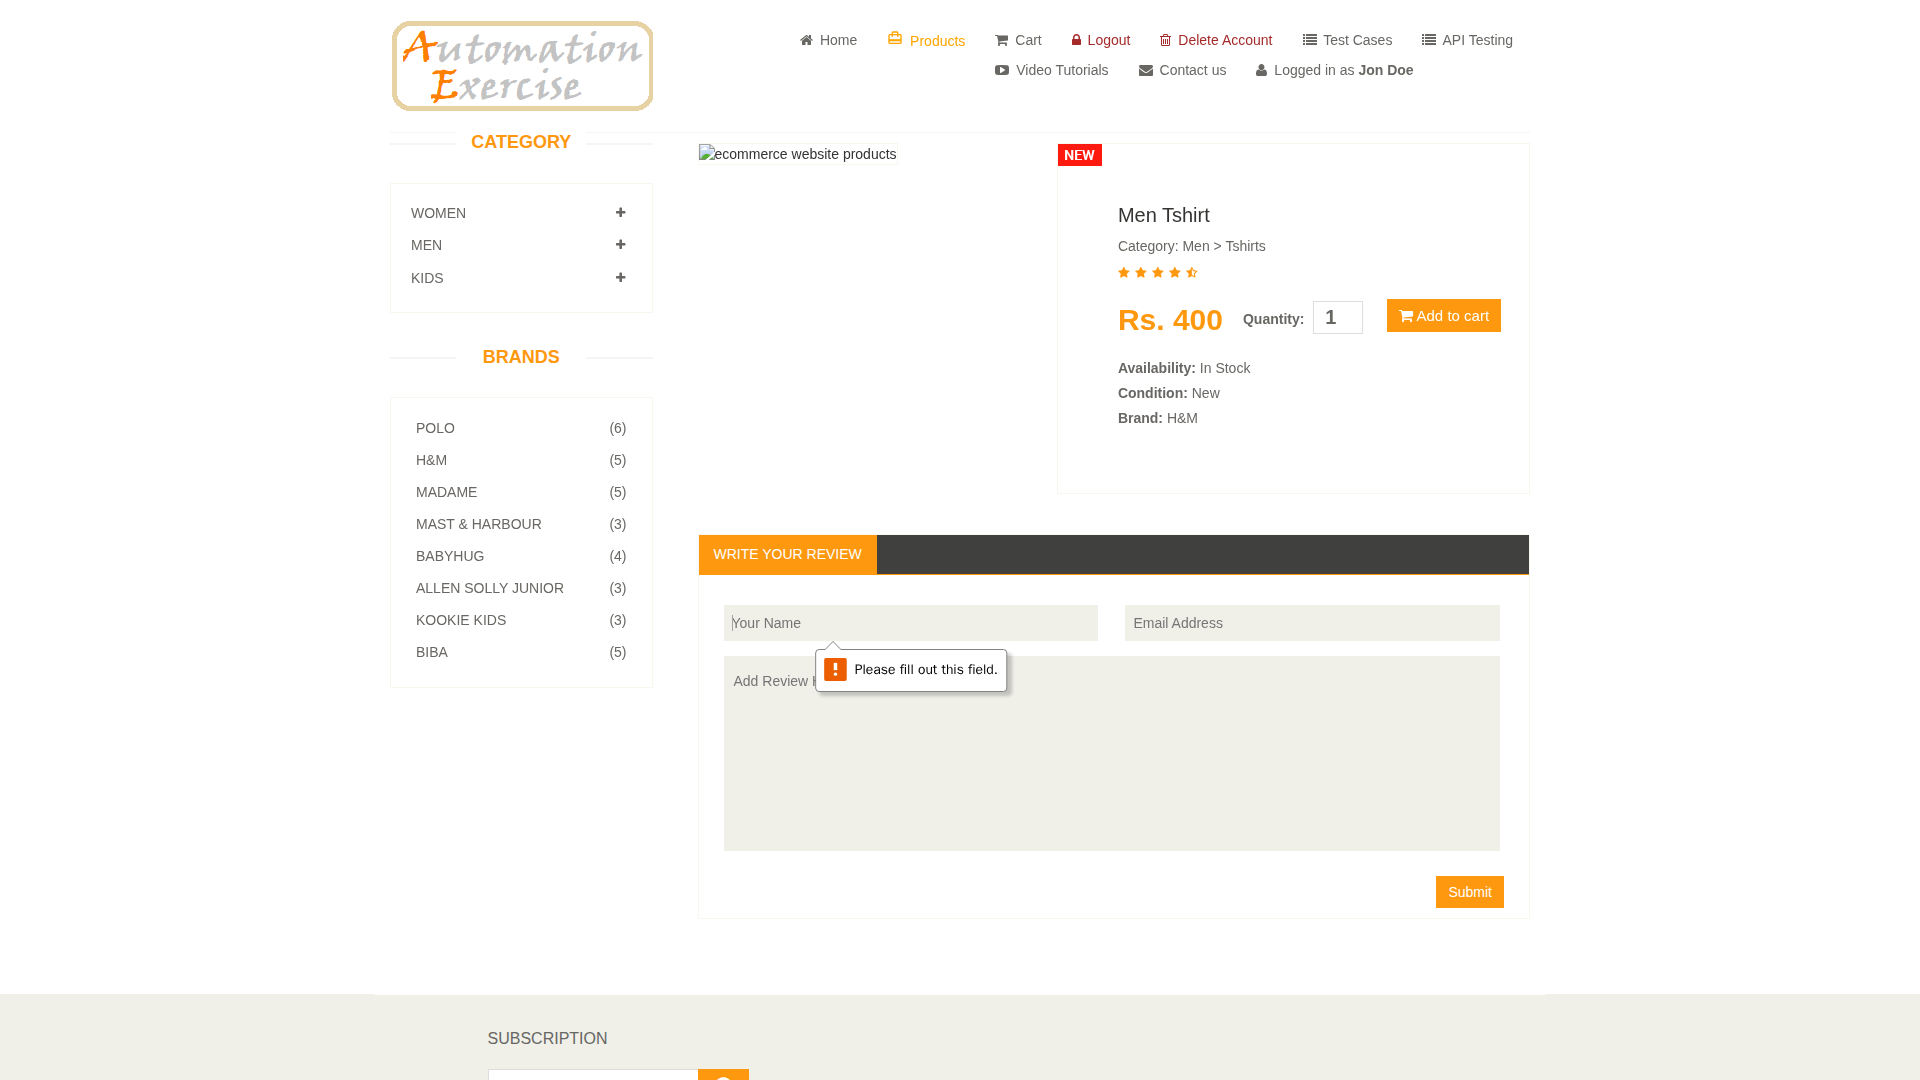 Automation
Exercise
Home
Products
Cart
Logout
Delete Account
Test Cases
API Testing
Video Tutorials
Contact us
Logged in as Jon Doe
CATEGORY
WOMEN
MEN
KIDS
BRANDS
POLO (6)
H&M (5)
MADAME (5)
MAST & HARBOUR (3)
BABYHUG (4)
ALLEN SOLLY JUNIOR (3)
KOOKIE KIDS (3)
BIBA (5)
ecommerce website products
NEW
Men Tshirt
Category: Men > Tshirts
Rs. 400 Quantity: 1 Add to cart
Availability: In Stock
Condition: New
Brand: H&M
WRITE YOUR REVIEW
Your Name
Email Address
Please fill out this field.
Add Review
Submit
SUBSCRIPTION